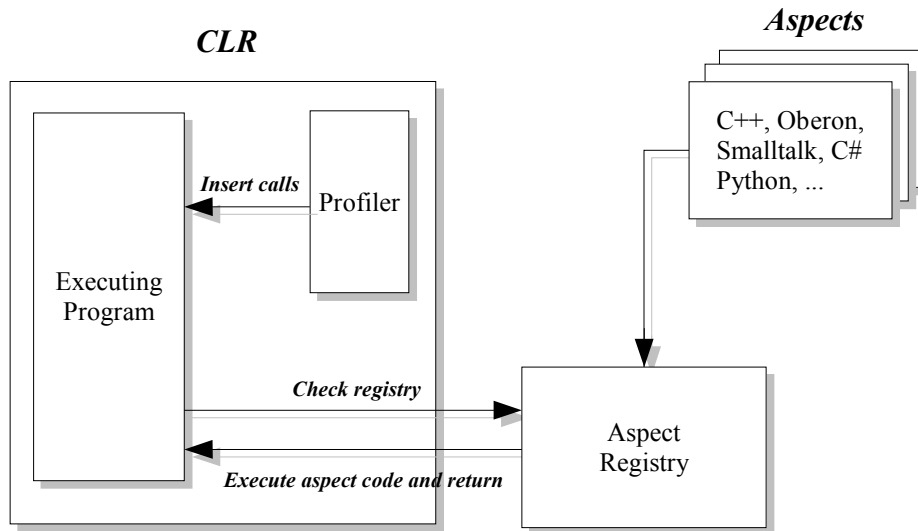 CLR
Aspects
C++, Oberon,
Smalltalk, C#
Python, ...
Insert calls
Profiler
Executing
Program
Check registry
Aspect
Registry
Execute aspect code and return